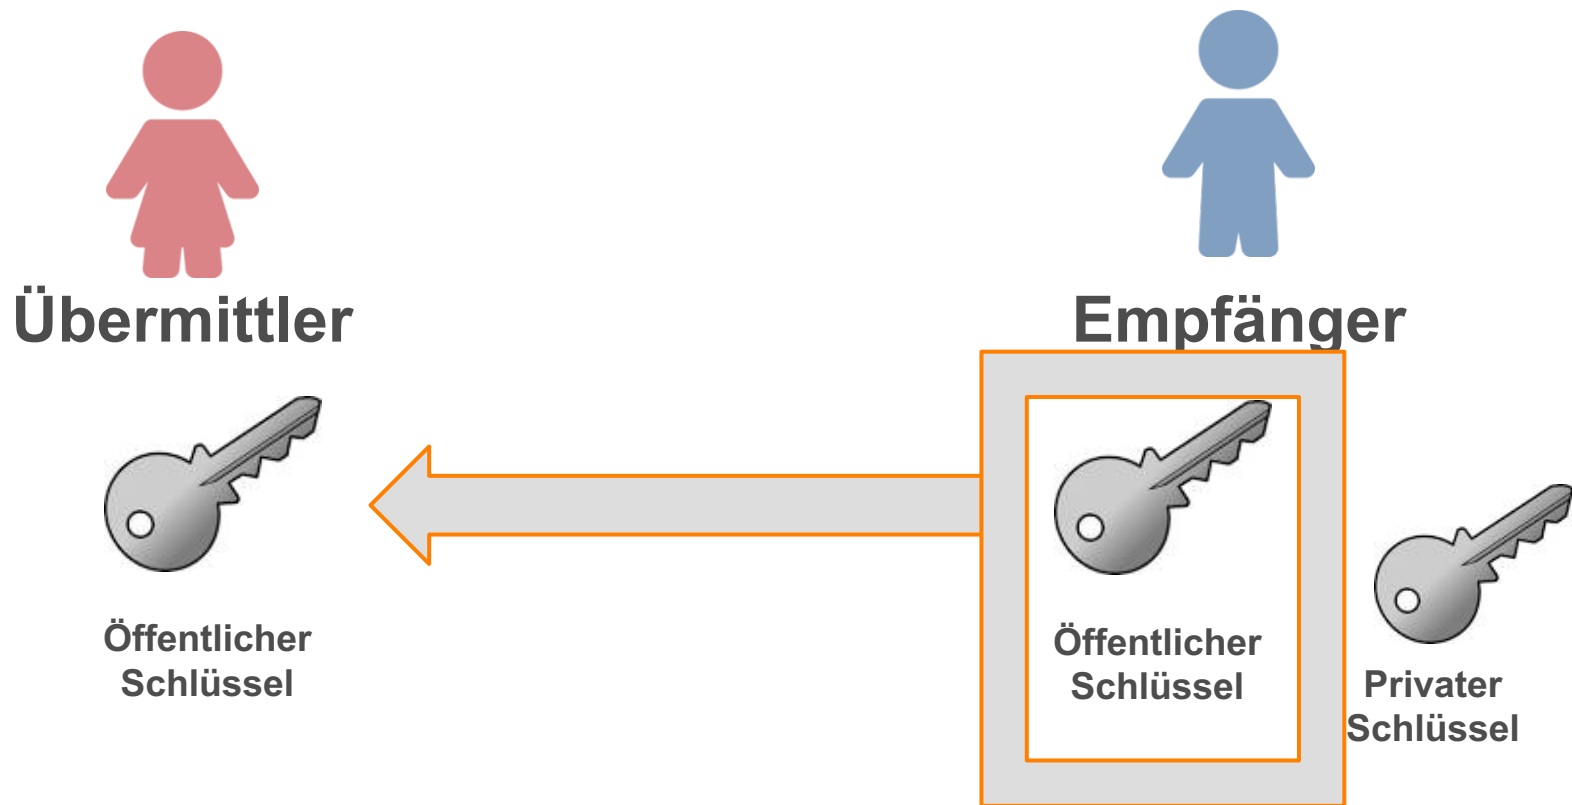 Übermittler
Empfänger
Öffentlicher
Schlüssel
Öffentlicher
Schlüssel
Privater
Schlüssel